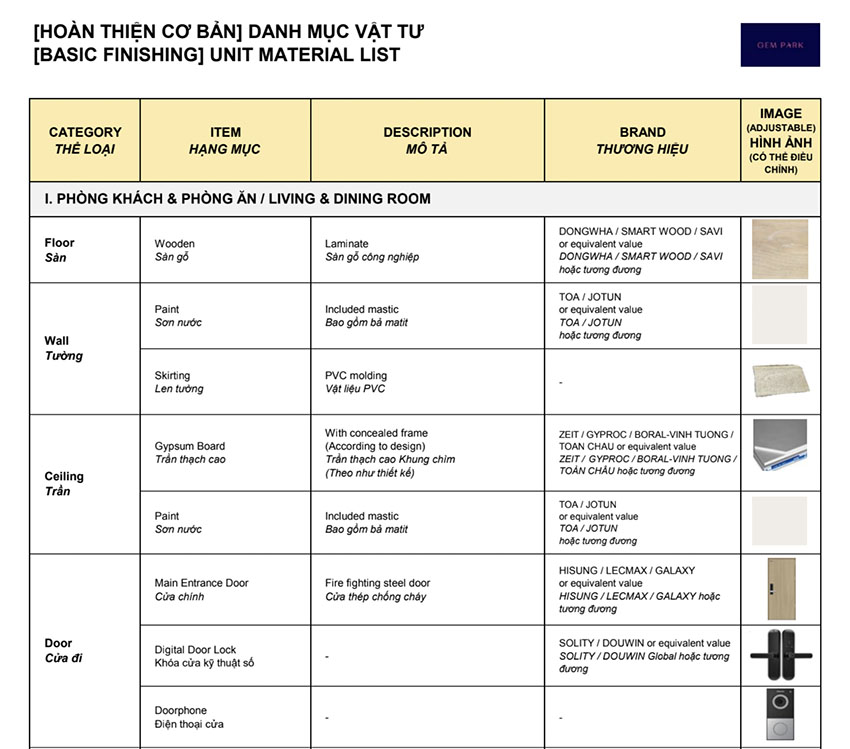 [HOÀN THIỆN CƠ BẢN] DANH MỤC VẬT TƯ
[BASIC FINISHING] UNIT MATERIAL LIST
GEM PARK
CATEGORY
THỂ LOẠI
ITEM
HẠNG MỤC
DESCRIPTION
MÔ TẢ
BRAND
THƯƠNG HIỆU
IMAGE
(ADJUSTABLE)
HÌNH ẢNH
(CÓ THỂ ĐIỀU
CHỈNH)
I. PHÒNG KHÁCH & PHÒNG ĂN / LIVING & DINING ROOM
Floor
Sàn
Wooden
Sàn gỗ
Laminate
Sàn gỗ công nghiệp
DONGWHA / SMART WOOD / SAVI
or equivalent value
DONGWHA / SMART WOOD / SAVI
hoặc tương đương
Wall
Tường
Paint
Sơn nước
Included mastic
Bao gồm bả matit
TOA / JOTUN
or equivalent value
TOA / JOTUN
hoặc tương đương
Skirting
Len tường
PVC molding
Vật liệu PVC
-
Ceiling
Trần
Gypsum Board
Trần thạch cao
With concealed frame
(According to design)
Trần thạch cao Khung chìm
(Theo như thiết kế)
ZEIT / GYPROC / BORAL-VINH TUONG /
TOAN CHAU or equivalent value
ZEIT / GYPROC / BORAL-VINH TUONG /
TOÀN CHÂU hoặc tương đương
Paint
Sơn nước
Included mastic
Bao gồm bả matit
TOA / JOTUN
or equivalent value
TOA / JOTUN
hoặc tương đương
Door
Cửa đi
Main Entrance Door
Cửa chính
Fire fighting steel door
Cửa thép chống cháy
HISUNG / LECMAX / GALAXY
or equivalent value
HISUNG / LECMAX / GALAXY hoặc
tương đương
Digital Door Lock
Khóa cửa kỹ thuật số
-
SOLITY / DOUWIN or equivalent value
SOLITY / DOUWIN Global hoặc tương
đương
Doorphone
Điện thoại cửa
-
-